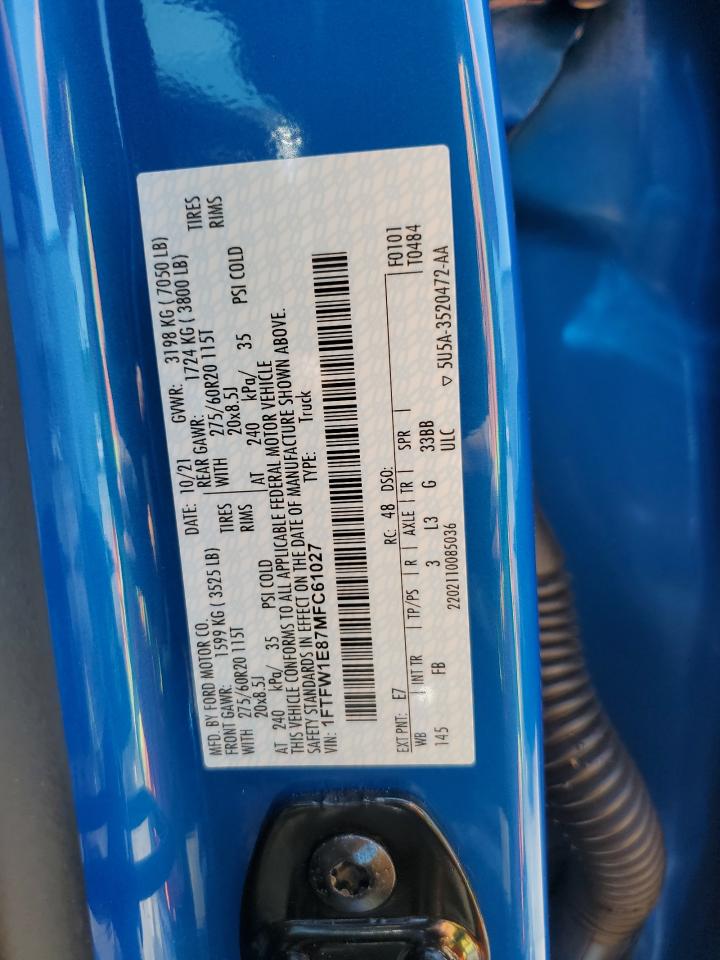 MFD. BY FORD MOTOR CO. DATE: 10/21 GVWR: 3198 KG ( 7050 LB)
FRONT GAWR: 1599 KG ( 3525 LB) REAR GAWR: 1724 KG ( 3800 LB)
WITH 275/60R20 115T TIRES WITH 275/60R20 115T TIRES
20x8.5J RIMS 20x8.5J RIMS
AT 240 kPa/ 35 PSI COLD AT 240 kPa/ 35 PSI COLD
THIS VEHICLE CONFORMS TO ALL APPLICABLE FEDERAL MOTOR VEHICLE
SAFETY STANDARDS IN EFFECT ON THE DATE OF MANUFACTURE SHOWN ABOVE.
VIN: 1FTFW1E87MFC61027 TYPE: Truck
EXT PNT: E7 RC: 48 DSO: F0101
WB INT TR TP/PS R AXLE TR SPR T0484
145 FB 3 L3 G 33BB
2202110085036 ULC ▽ 5U5A-3520472-AA